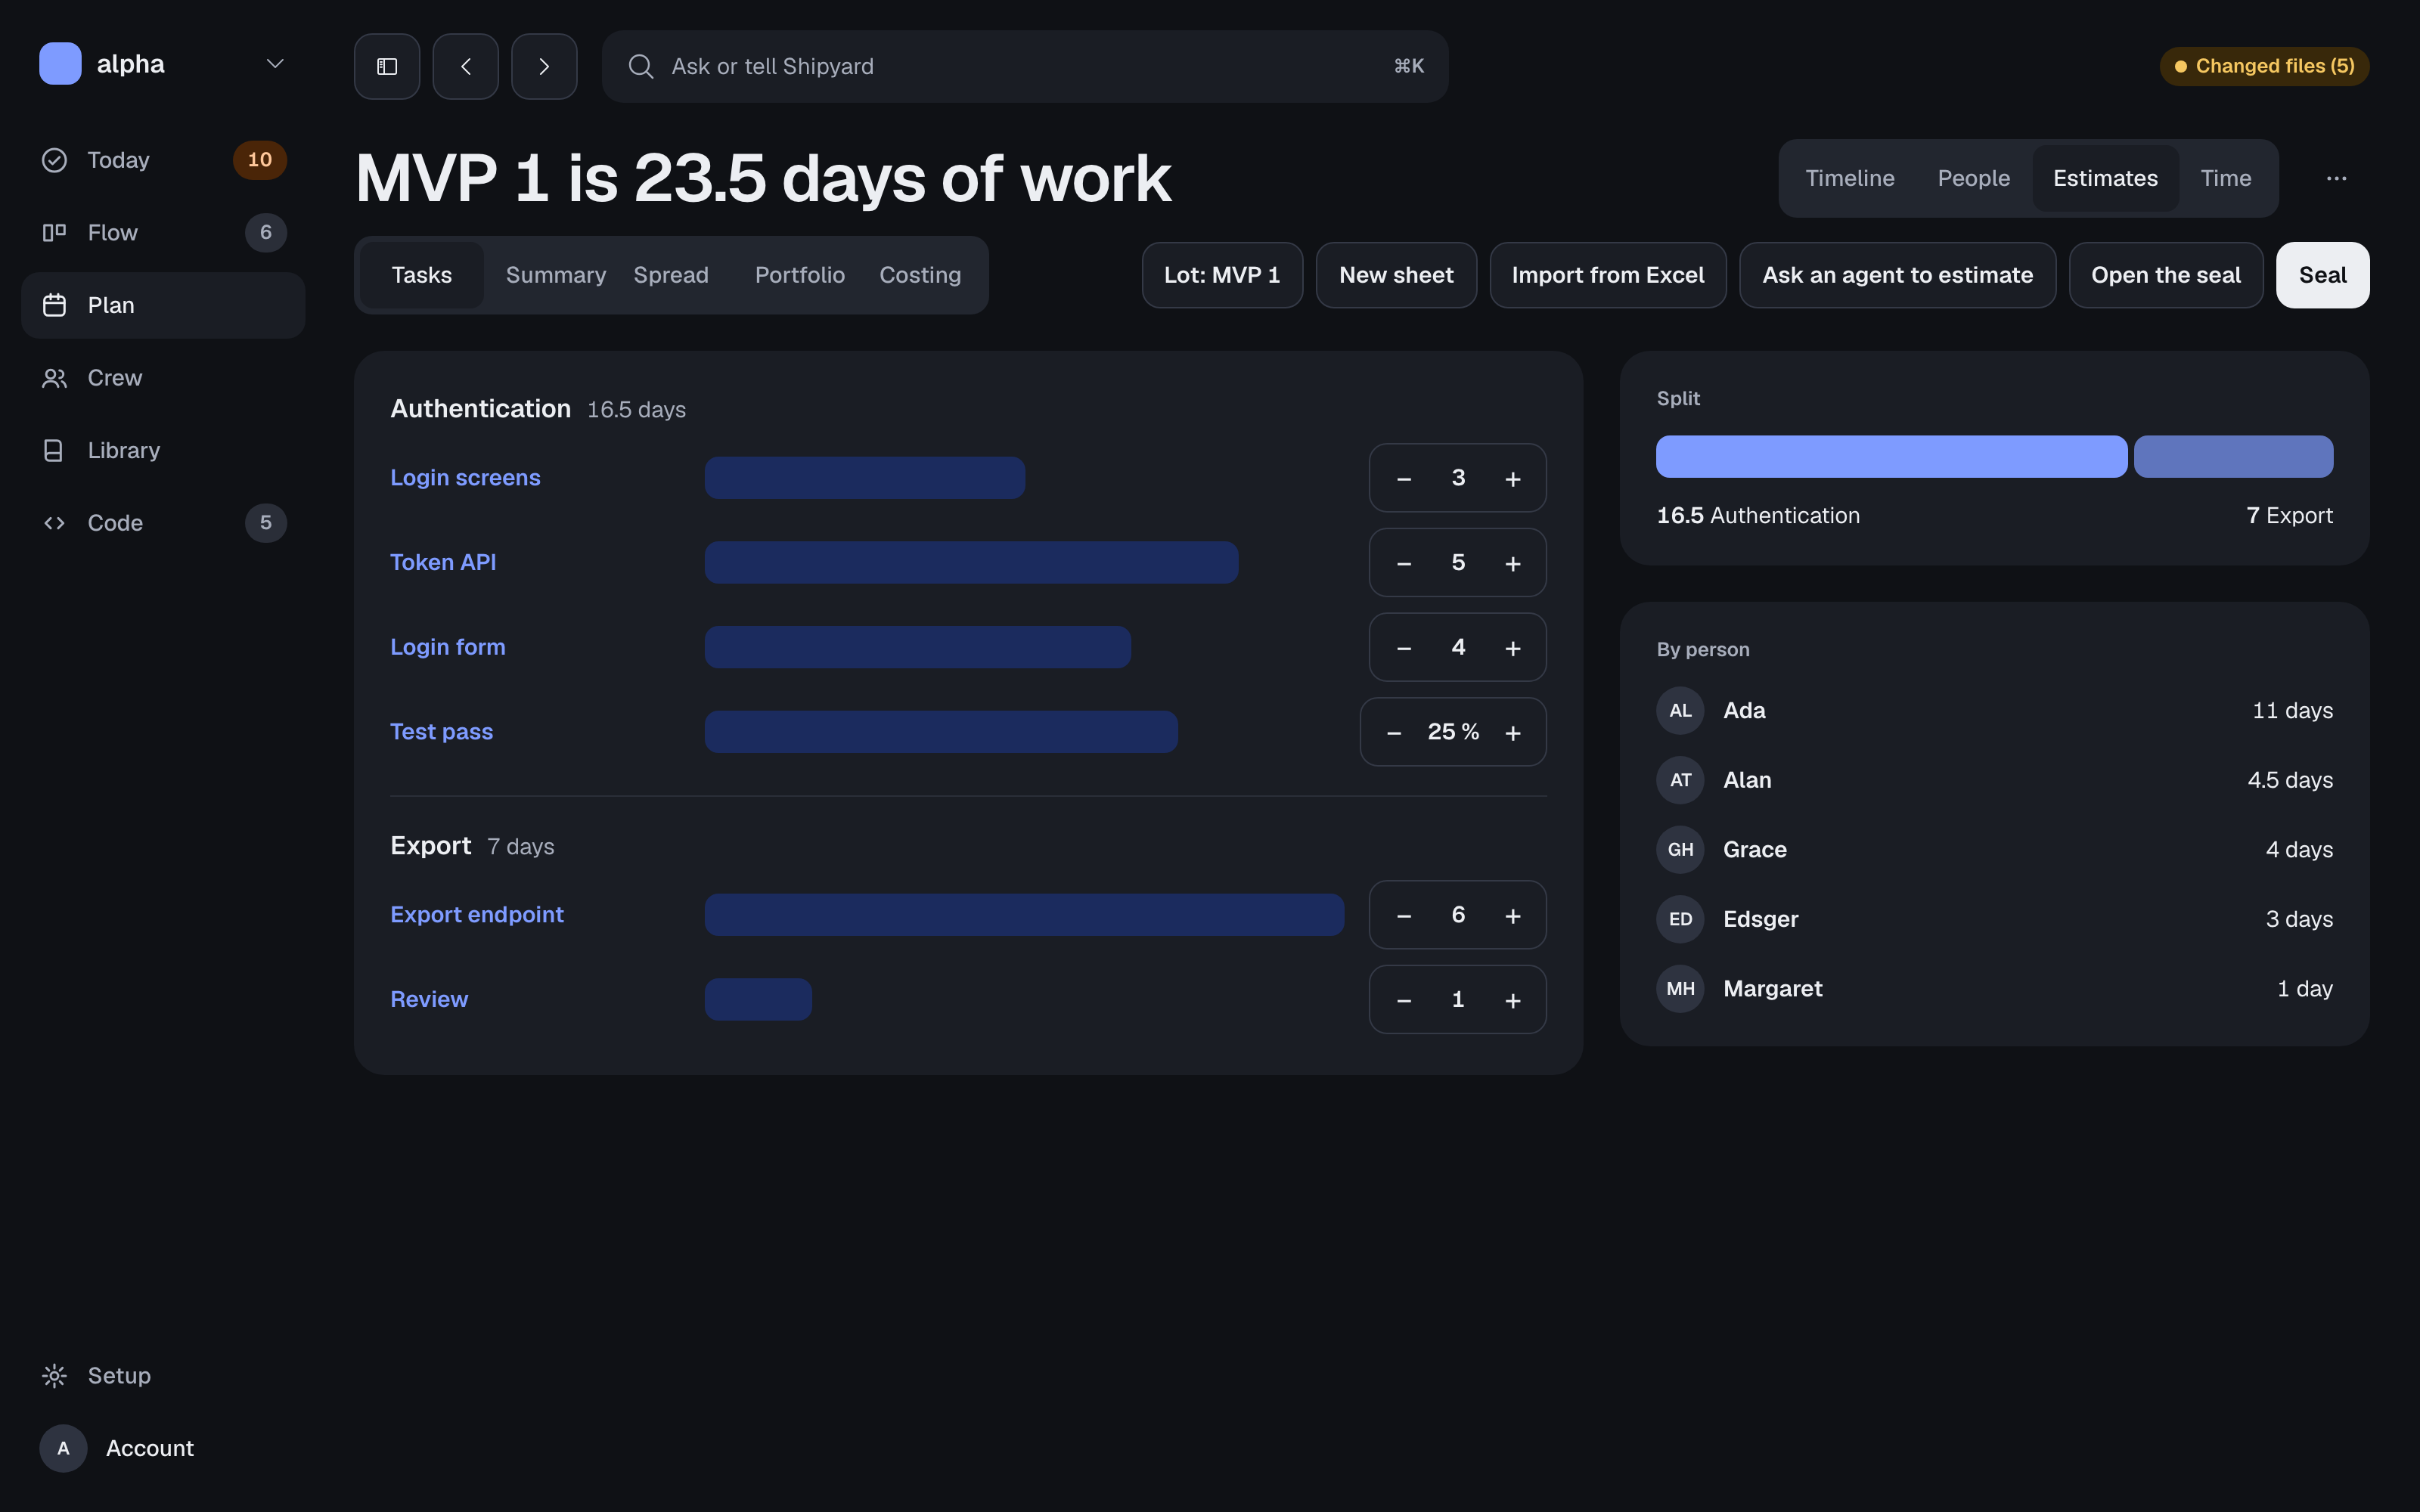 alpha
Ask or tell Shipyard ⌘K
Changed files (5)
Today 10
Flow 6
Plan
Crew
Library
Code 5
Setup
A Account
MVP 1 is 23.5 days of work
Timeline People Estimates Time
Tasks Summary Spread Portfolio Costing
Lot: MVP 1 New sheet Import from Excel Ask an agent to estimate Open the seal Seal
Authentication 16.5 days
Login screens − 3 +
Token API − 5 +
Login form − 4 +
Test pass − 25 % +
Export 7 days
Export endpoint − 6 +
Review − 1 +
Split
16.5 Authentication 7 Export
By person
AL Ada 11 days
AT Alan 4.5 days
GH Grace 4 days
ED Edsger 3 days
MH Margaret 1 day